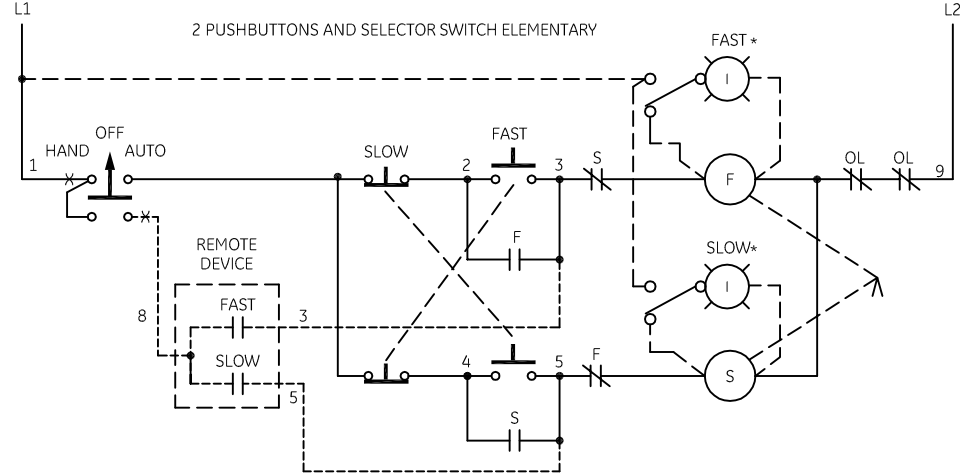 L1
L2
2 PUSHBUTTONS AND SELECTOR SWITCH ELEMENTARY
FAST *
I
OFF
HAND
AUTO
1
X
SLOW
2
FAST
3
S
F
OL
OL
9
X
F
REMOTE
DEVICE
SLOW*
I
FAST
8
3
SLOW
5
4
5
F
S
S